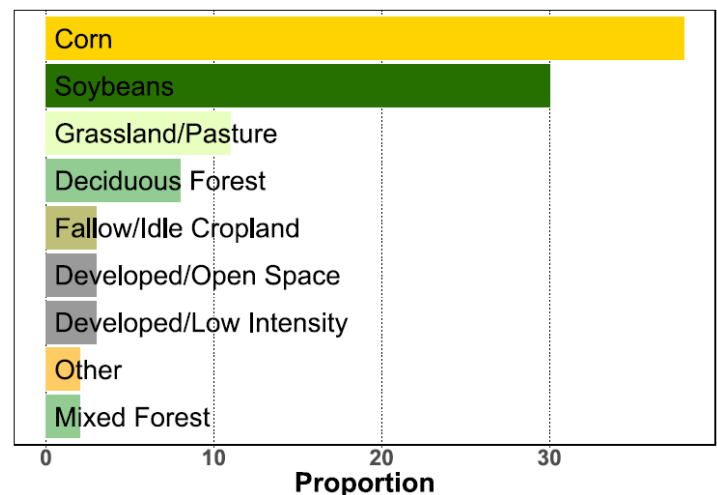 Corn
Soybeans
Grassland/Pasture
Deciduous Forest
Fallow/Idle Cropland
Developed/Open Space
Developed/Low Intensity
Other
Mixed Forest
0 10 20 30
Proportion